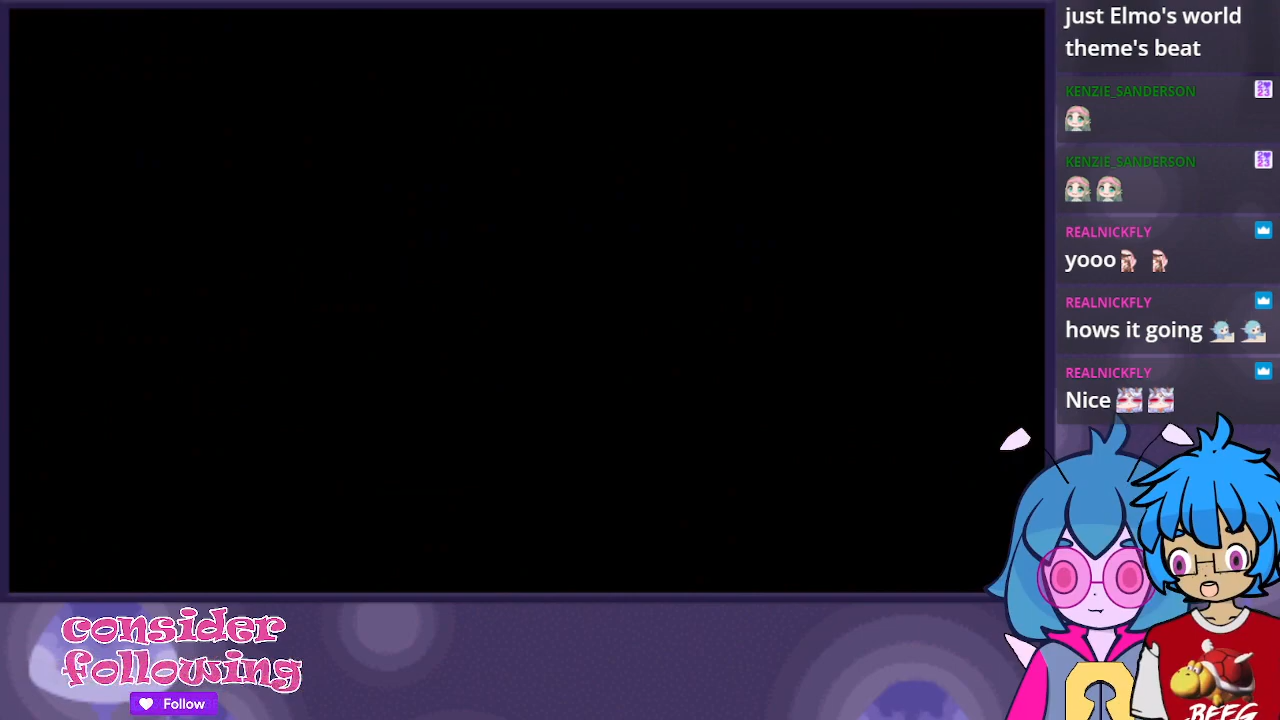 just Elmo's world
theme's beat
KENZIE_SANDERSON
KENZIE_SANDERSON
REALNICKFLY
yooo
REALNICKFLY
hows it going
REALNICKFLY
Nice
consider
following
Follow
BEEG